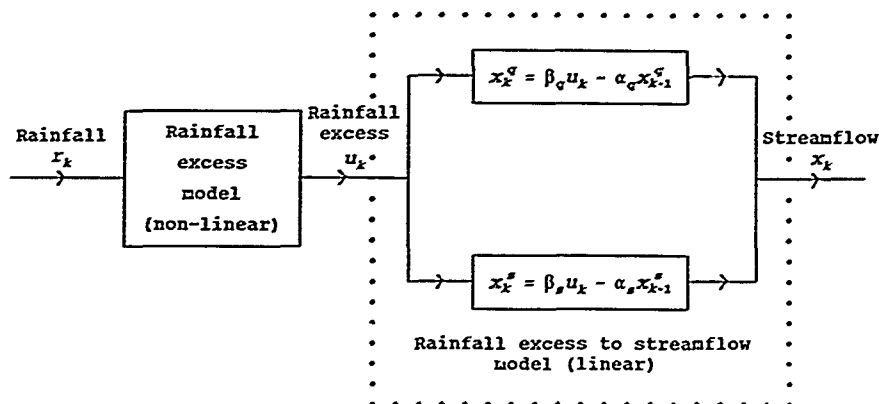 Rainfall
r_k
Rainfall
excess
model
(non-linear)
Rainfall
excess
u_k
x_k^q = β_q u_k - α_q x_{k-1}^q
x_k^s = β_s u_k - α_s x_{k-1}^s
Rainfall excess to streamflow
model (linear)
Streamflow
x_k